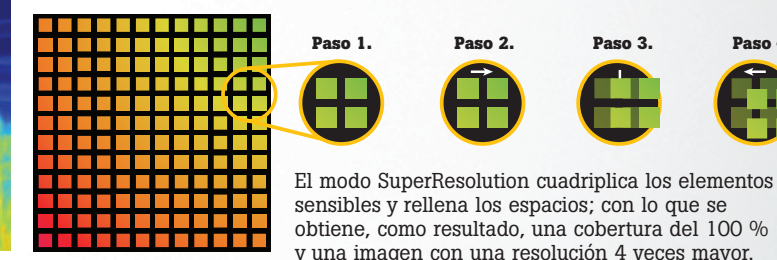 Paso 1.
Paso 2.
Paso 3.
Paso
El modo SuperResolution cuadriplica los elementos
sensibles y rellena los espacios; con lo que se
obtiene, como resultado, una cobertura del 100 %
y una imagen con una resolución 4 veces mayor.